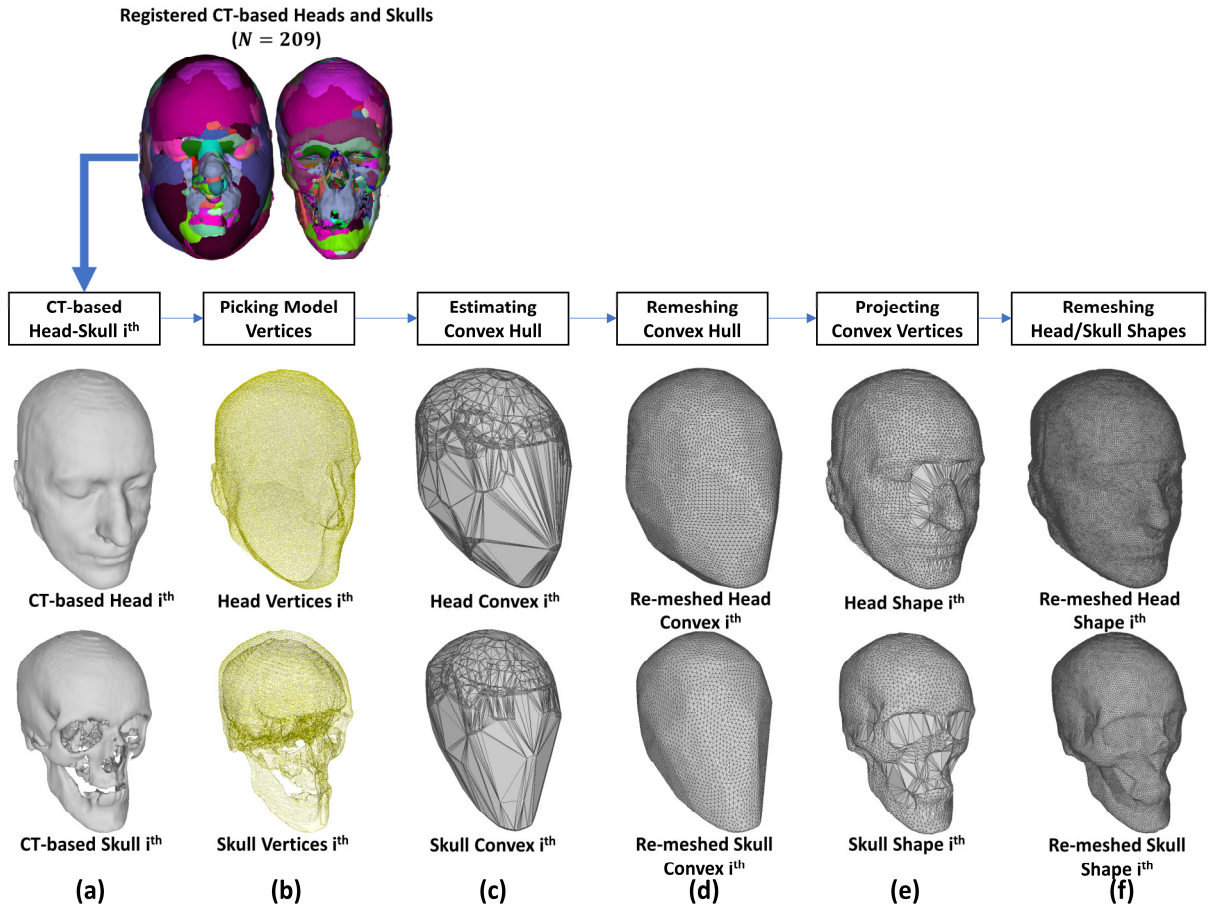 Registered CT-based Heads and Skulls
(N = 209)
CT-based
Head-Skull ith
Picking Model
Vertices
Estimating
Convex Hull
Remeshing
Convex Hull
Projecting
Convex Vertices
Remeshing
Head/Skull Shapes
CT-based Head ith
Head Vertices ith
Head Convex ith
Re-meshed Head
Convex ith
Head Shape ith
Re-meshed Head
Shape ith
CT-based Skull ith
Skull Vertices ith
Skull Convex ith
Re-meshed Skull
Convex ith
Skull Shape ith
Re-meshed Skull
Shape ith
(a)
(b)
(c)
(d)
(e)
(f)